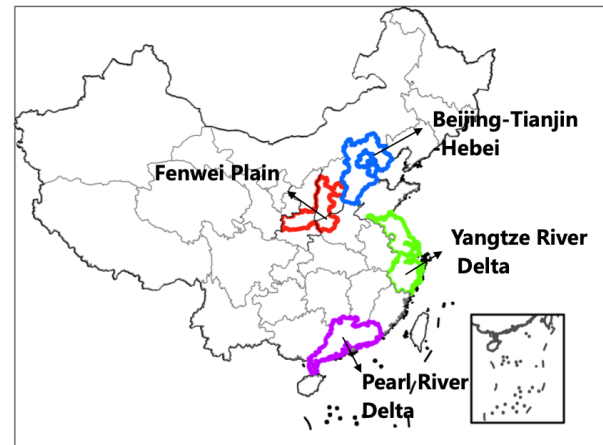 Beijing-Tianjin
-Hebei
Fenwei Plain
Yangtze River
Delta
Pearl River
Delta